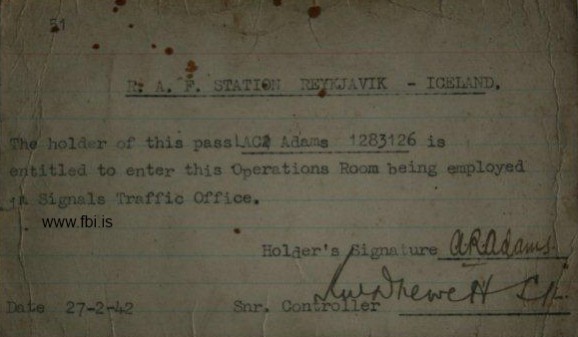 51
R. A. F. STATION REYKJAVIK - ICELAND.
The holder of this pass AC2 Adams 1283126 is
entitled to enter this Operations Room being employed
in Signals Traffic Office.
www.fbi.is
Holder's Signature A R Adams.
Date 27-2-42 Snr. Controller